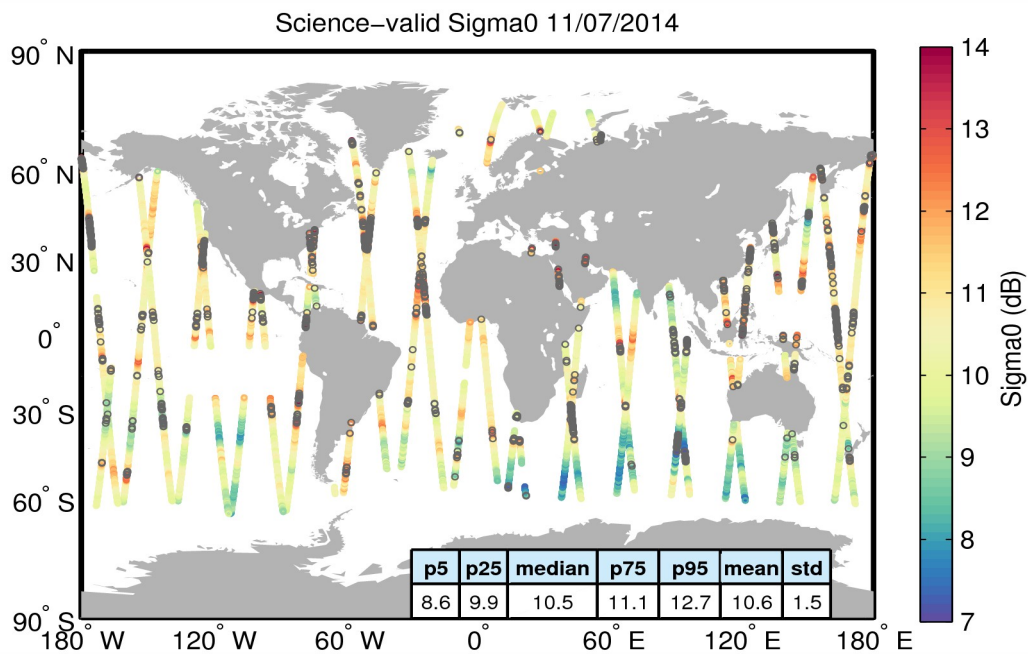 Science−valid Sigma0 11/07/2014
90° N
60° N
30° N
0°
30° S
60° S
90° S
180° W
120° W
60° W
0°
60° E
120° E
180° E
p5 p25 median p75 p95 mean std
8.6 9.9 10.5 11.1 12.7 10.6 1.5
14
13
12
11
10
9
8
7
Sigma0 (dB)